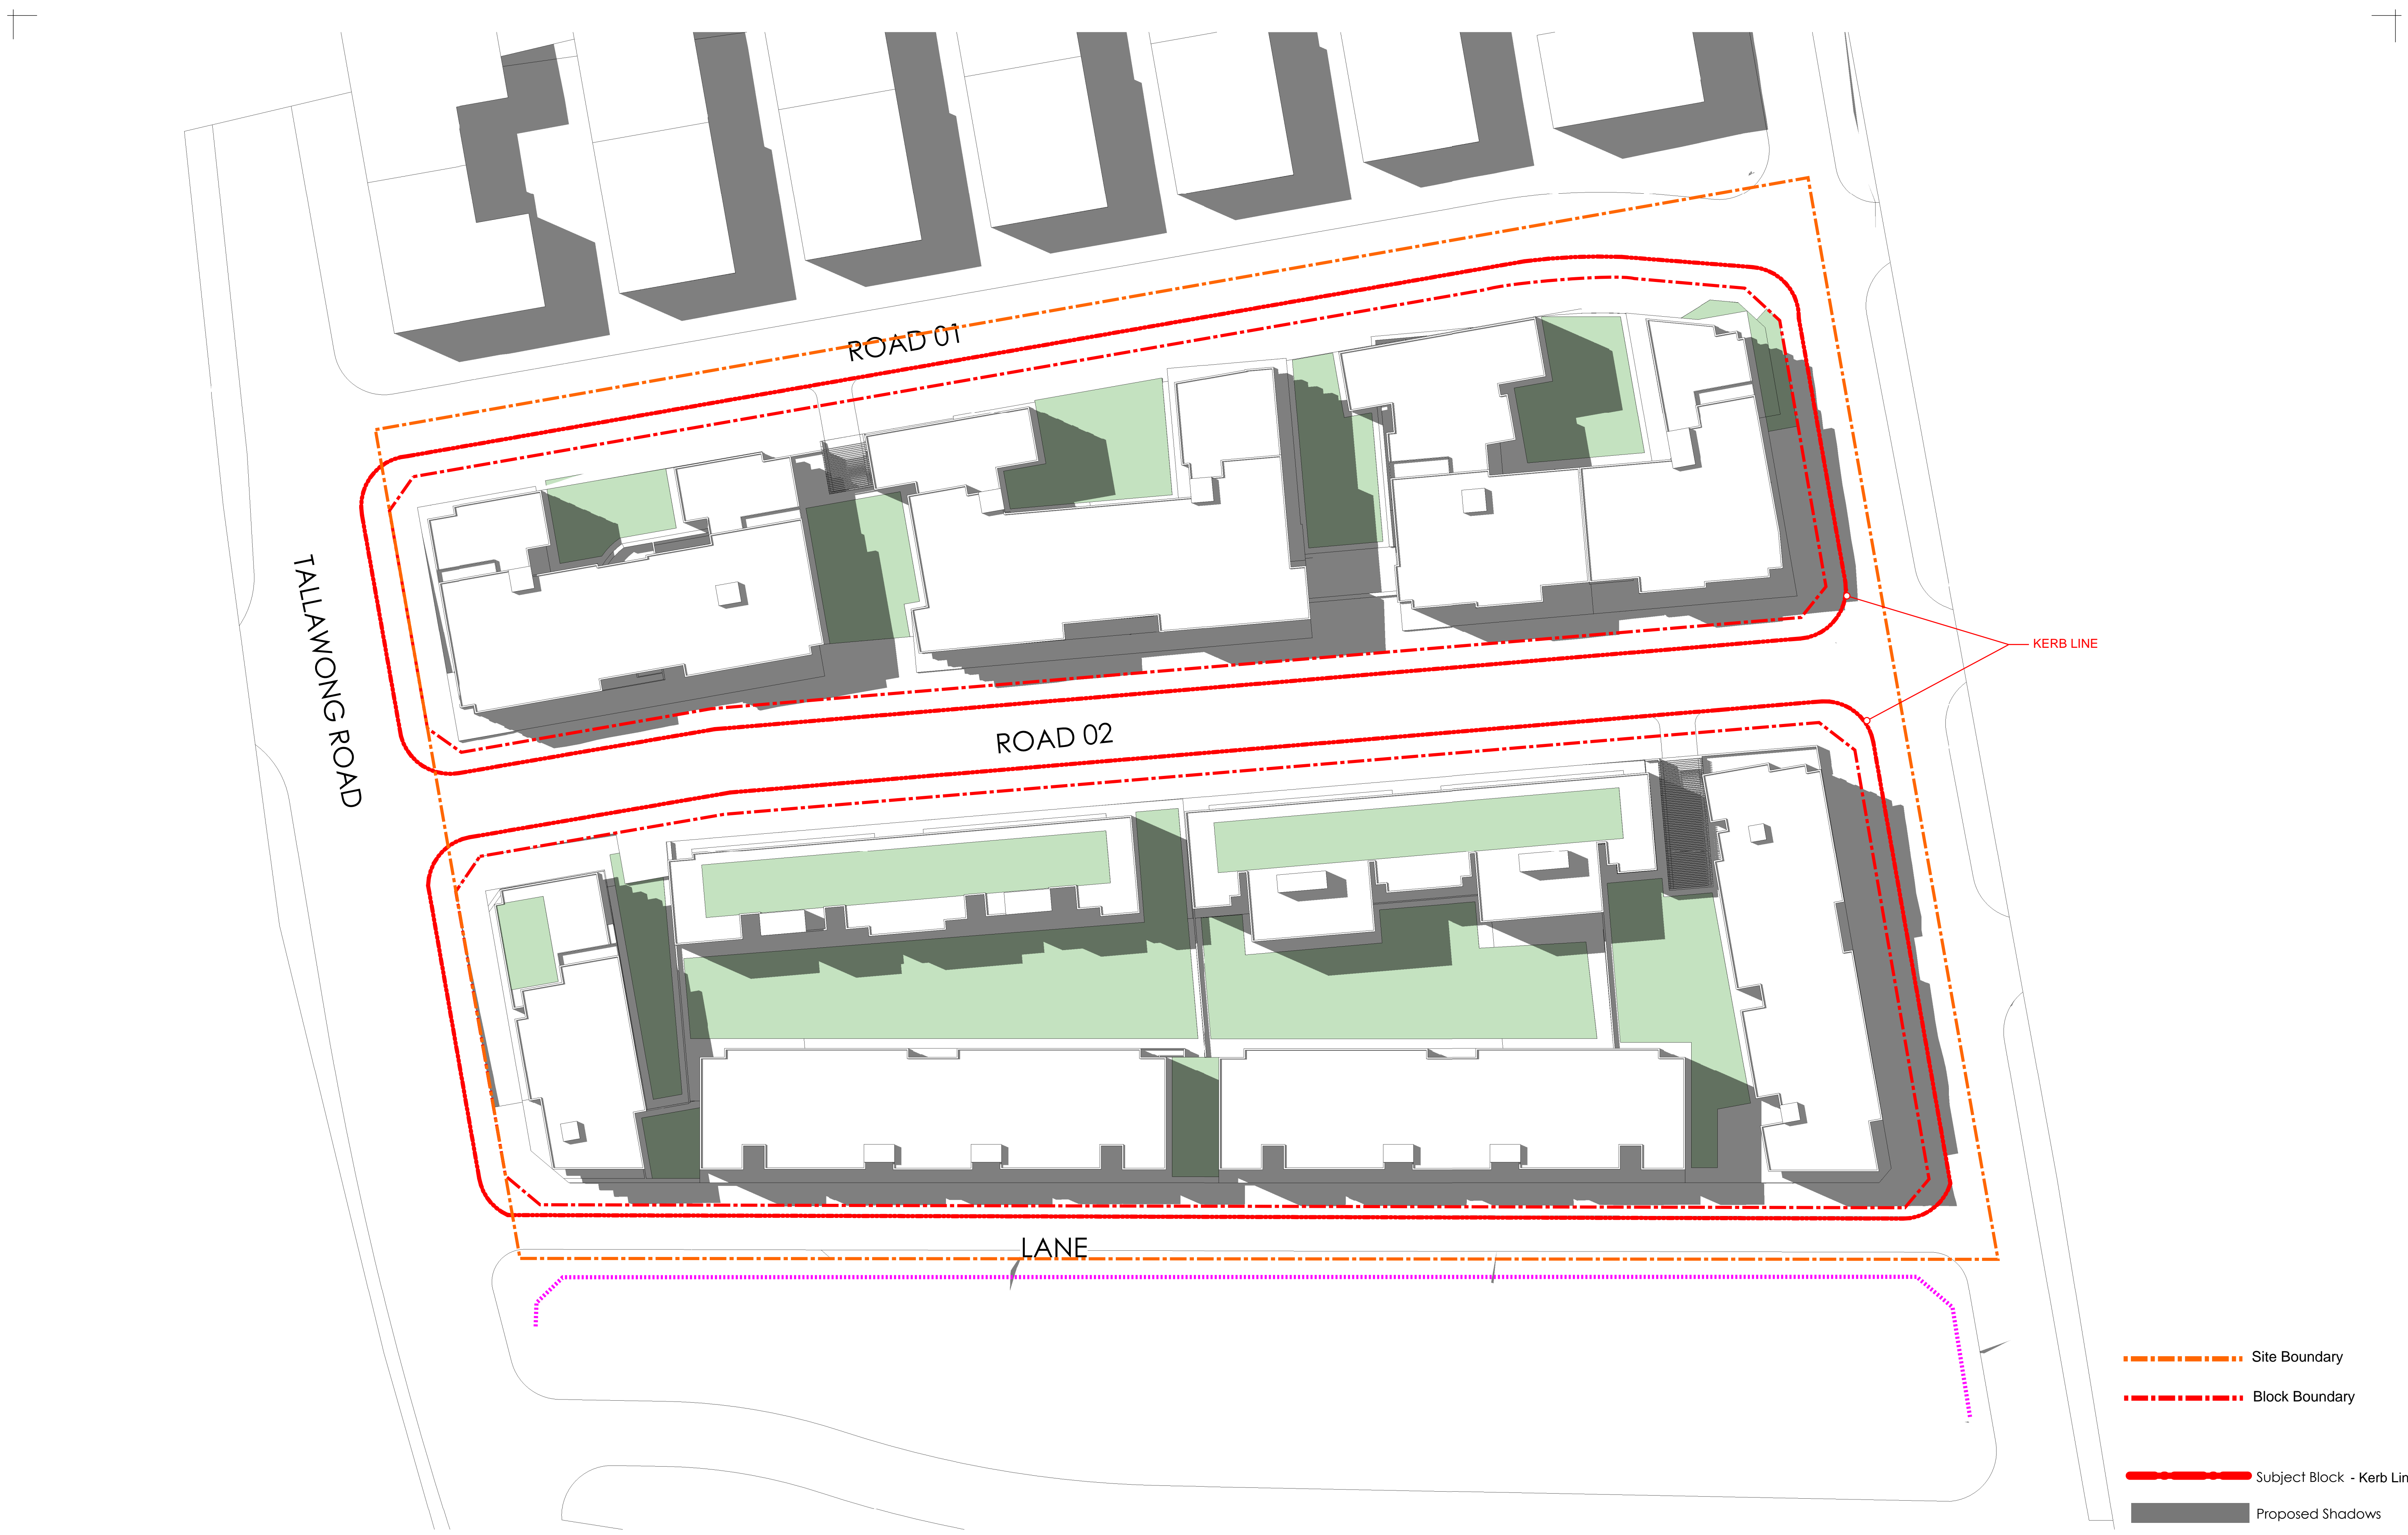 ROAD 01
TALLAWONG ROAD
KERB LINE
ROAD 02
LANE
Site Boundary
Block Boundary
Subject Block - Kerb Lin
Proposed Shadows